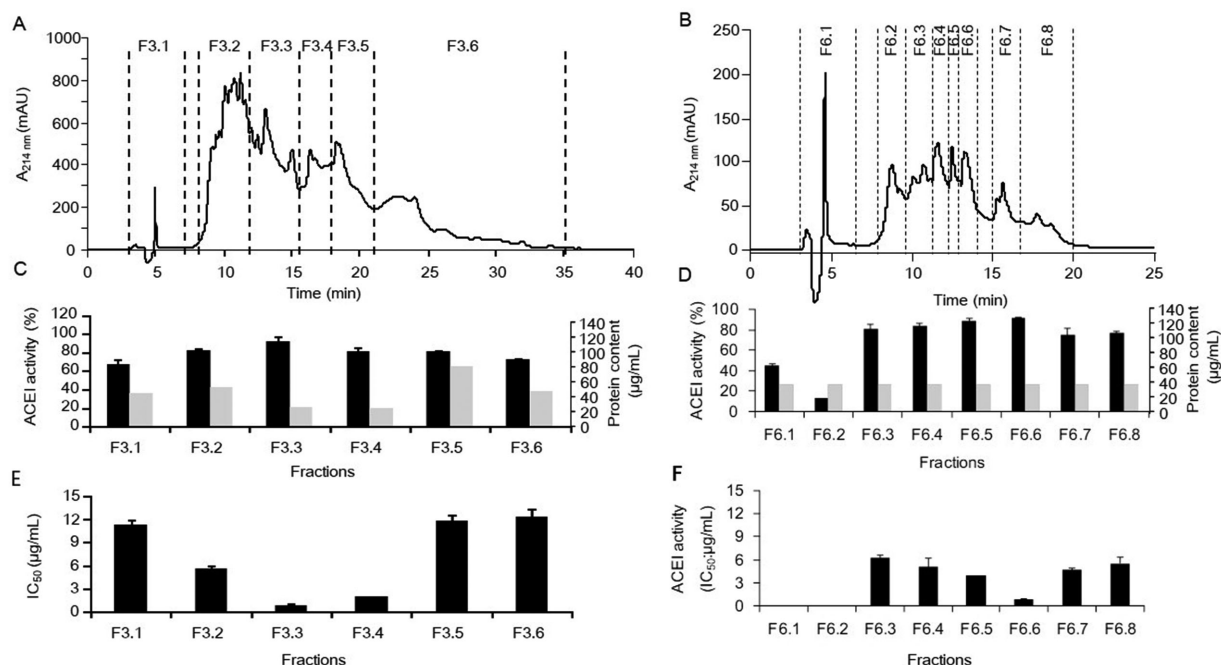 A
F3.1 F3.2 F3.3 F3.4 F3.5 F3.6
1000
800
600
400
200
0
A214 nm (mAU)
0 5 10 15 20 25 30 35 40
Time (min)
B
F6.1 F6.2 F6.3 F6.4 F6.5 F6.6 F6.7 F6.8
250
200
150
100
50
0
A214 nm (mAU)
0 5 10 15 20 25
Time (min)
C
120
100
80
60
40
20
0
ACEI activity (%)
140
120
100
80
60
40
20
0
Protein content
(µg/mL)
F3.1 F3.2 F3.3 F3.4 F3.5 F3.6
Fractions
D
100
80
60
40
20
0
ACEI activity (%)
140
120
100
80
60
40
20
0
Protein content
(µg/mL)
F6.1 F6.2 F6.3 F6.4 F6.5 F6.6 F6.7 F6.8
Fractions
E
15
12
9
6
3
0
IC50 (µg/mL)
F3.1 F3.2 F3.3 F3.4 F3.5 F3.6
Fractions
F
15
12
9
6
3
0
ACEI activity
(IC50:µg/mL)
F6.1 F6.2 F6.3 F6.4 F6.5 F6.6 F6.7 F6.8
Fractions